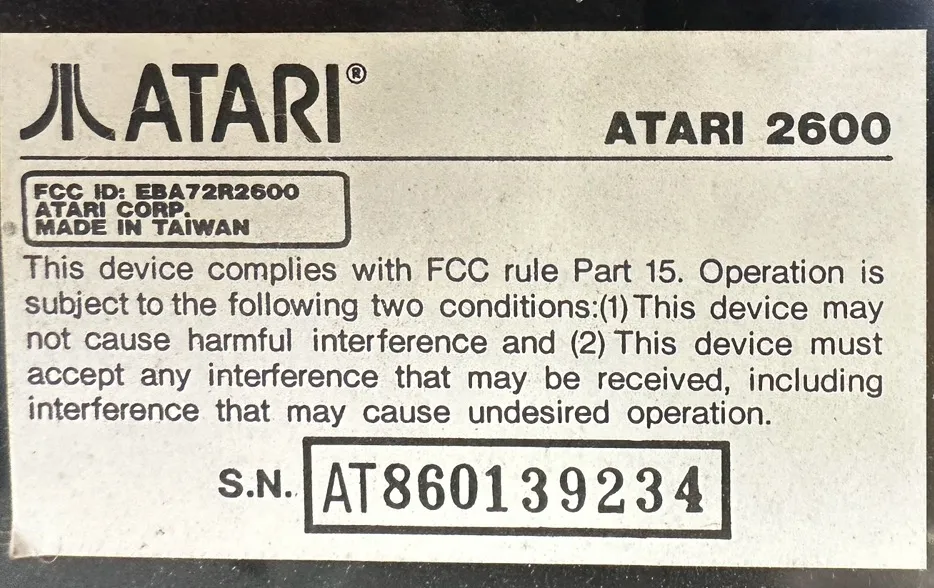 ATARI®
ATARI 2600
FCC ID: EBA72R2600
ATARI CORP.
MADE IN TAIWAN
This device complies with FCC rule Part 15. Operation is
subject to the following two conditions:(1) This device may
not cause harmful interference and (2) This device must
accept any interference that may be received, including
interference that may cause undesired operation.
S.N. AT860139234